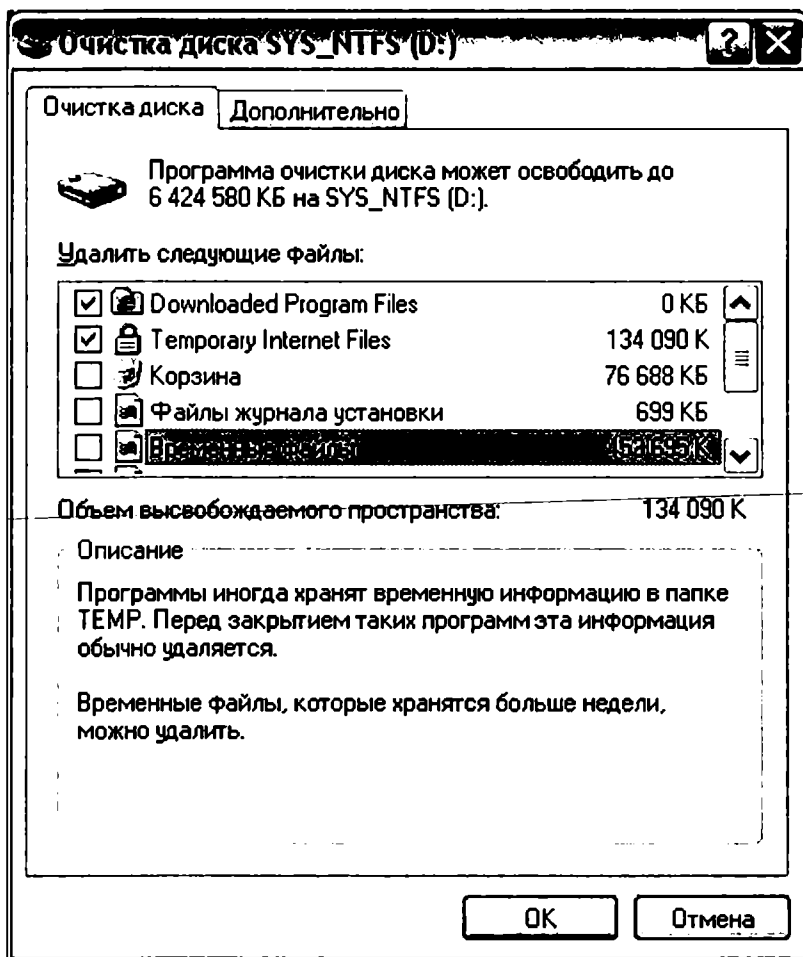 Очистка диска SYS_NTFS (D:)
Очистка диска Дополнительно
Программа очистки диска может освободить до
6 424 580 КБ на SYS_NTFS (D:).
Удалить следующие файлы:
Downloaded Program Files 0 КБ
Temporary Internet Files 134 090 К
Корзина 76 688 КБ
Файлы журнала установки 699 КБ
Временные файлы
Объем высвобождаемого пространства: 134 090 К
Описание
Программы иногда хранят временную информацию в папке
TEMP. Перед закрытием таких программ эта информация
обычно удаляется.
Временные файлы, которые хранятся больше недели,
можно удалить.
OK Отмена